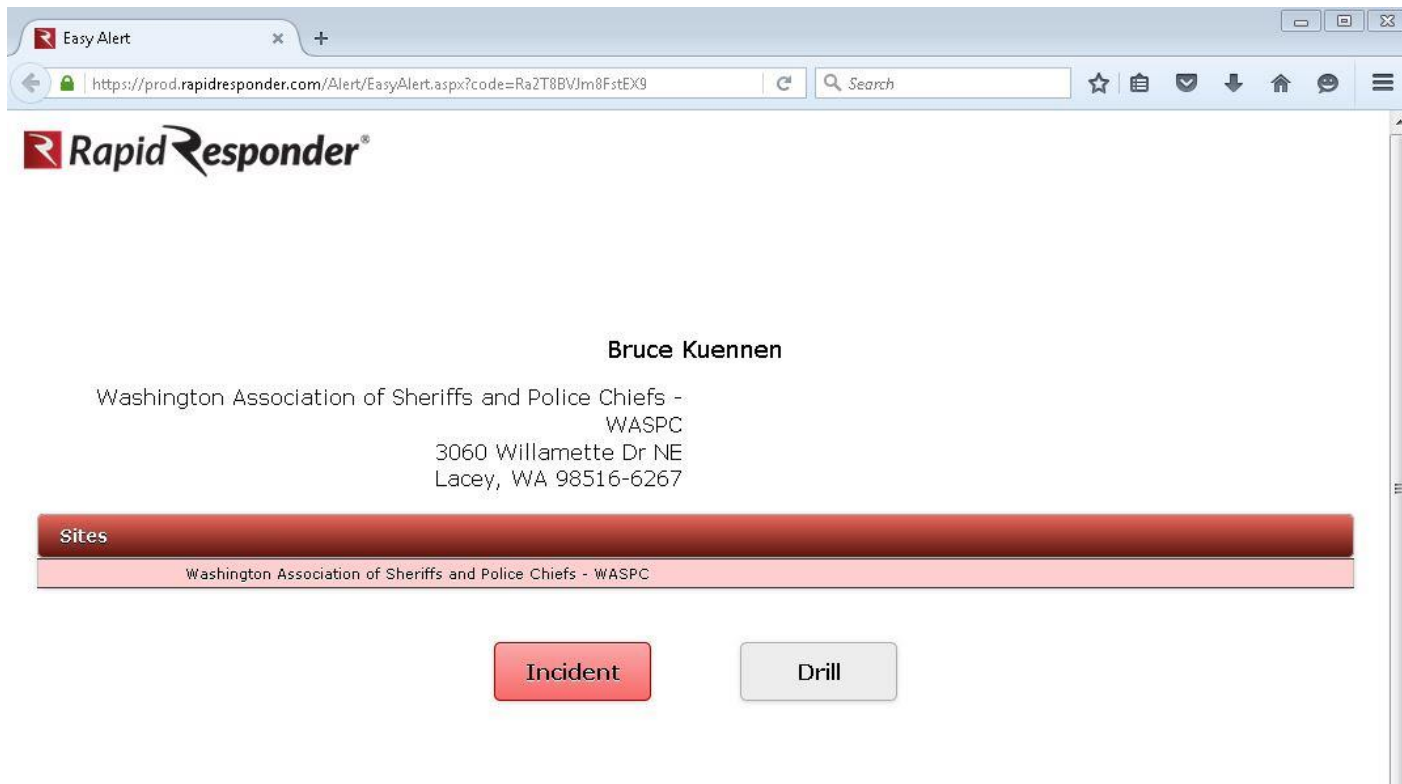 Easy Alert
https://prod.rapidresponder.com/Alert/EasyAlert.aspx?code=Ra2T8BVJm8FstEX9
Search
RapidResponder®
Bruce Kuennen
Washington Association of Sheriffs and Police Chiefs -
WASPC
3060 Willamette Dr NE
Lacey, WA 98516-6267
Sites
Washington Association of Sheriffs and Police Chiefs - WASPC
Incident
Drill